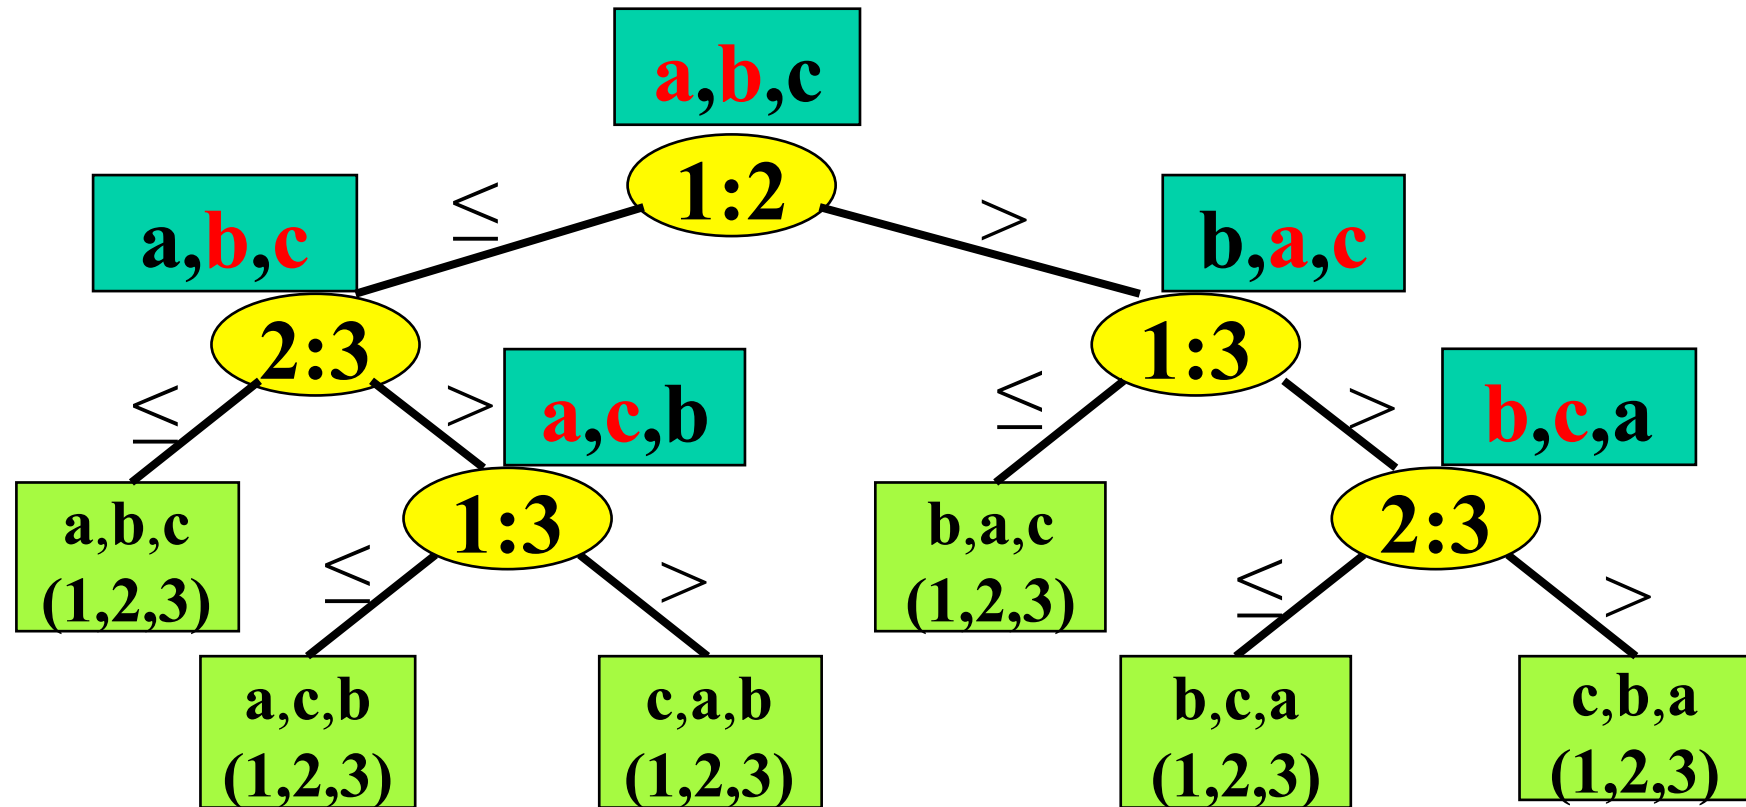 a,b,c
1:2
≤
>
a,b,c
b,a,c
2:3
1:3
≤
>
a,c,b
≤
>
b,c,a
a,b,c
(1,2,3)
1:3
b,a,c
(1,2,3)
2:3
≤
>
≤
>
a,c,b
(1,2,3)
c,a,b
(1,2,3)
b,c,a
(1,2,3)
c,b,a
(1,2,3)